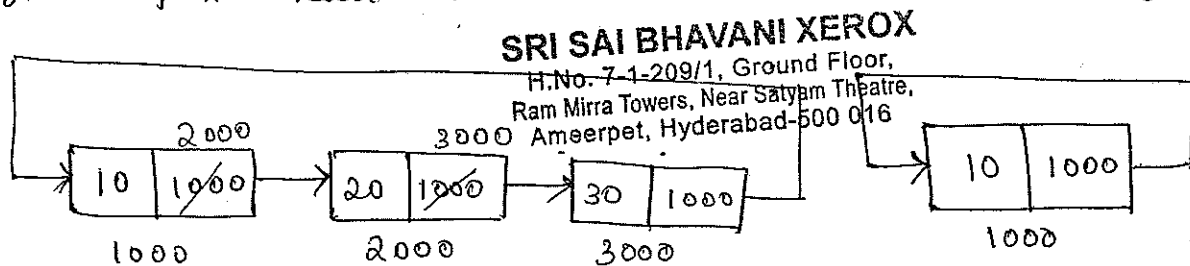 SRI SAI BHAVANI XEROX
H.No. 7-1-209/1, Ground Floor,
Ram Mirra Towers, Near Satyam Theatre,
Ameerpet, Hyderabad-500 016
2000 3000
10 1000 20 1000 30 1000 10 1000
1000 2000 3000 1000